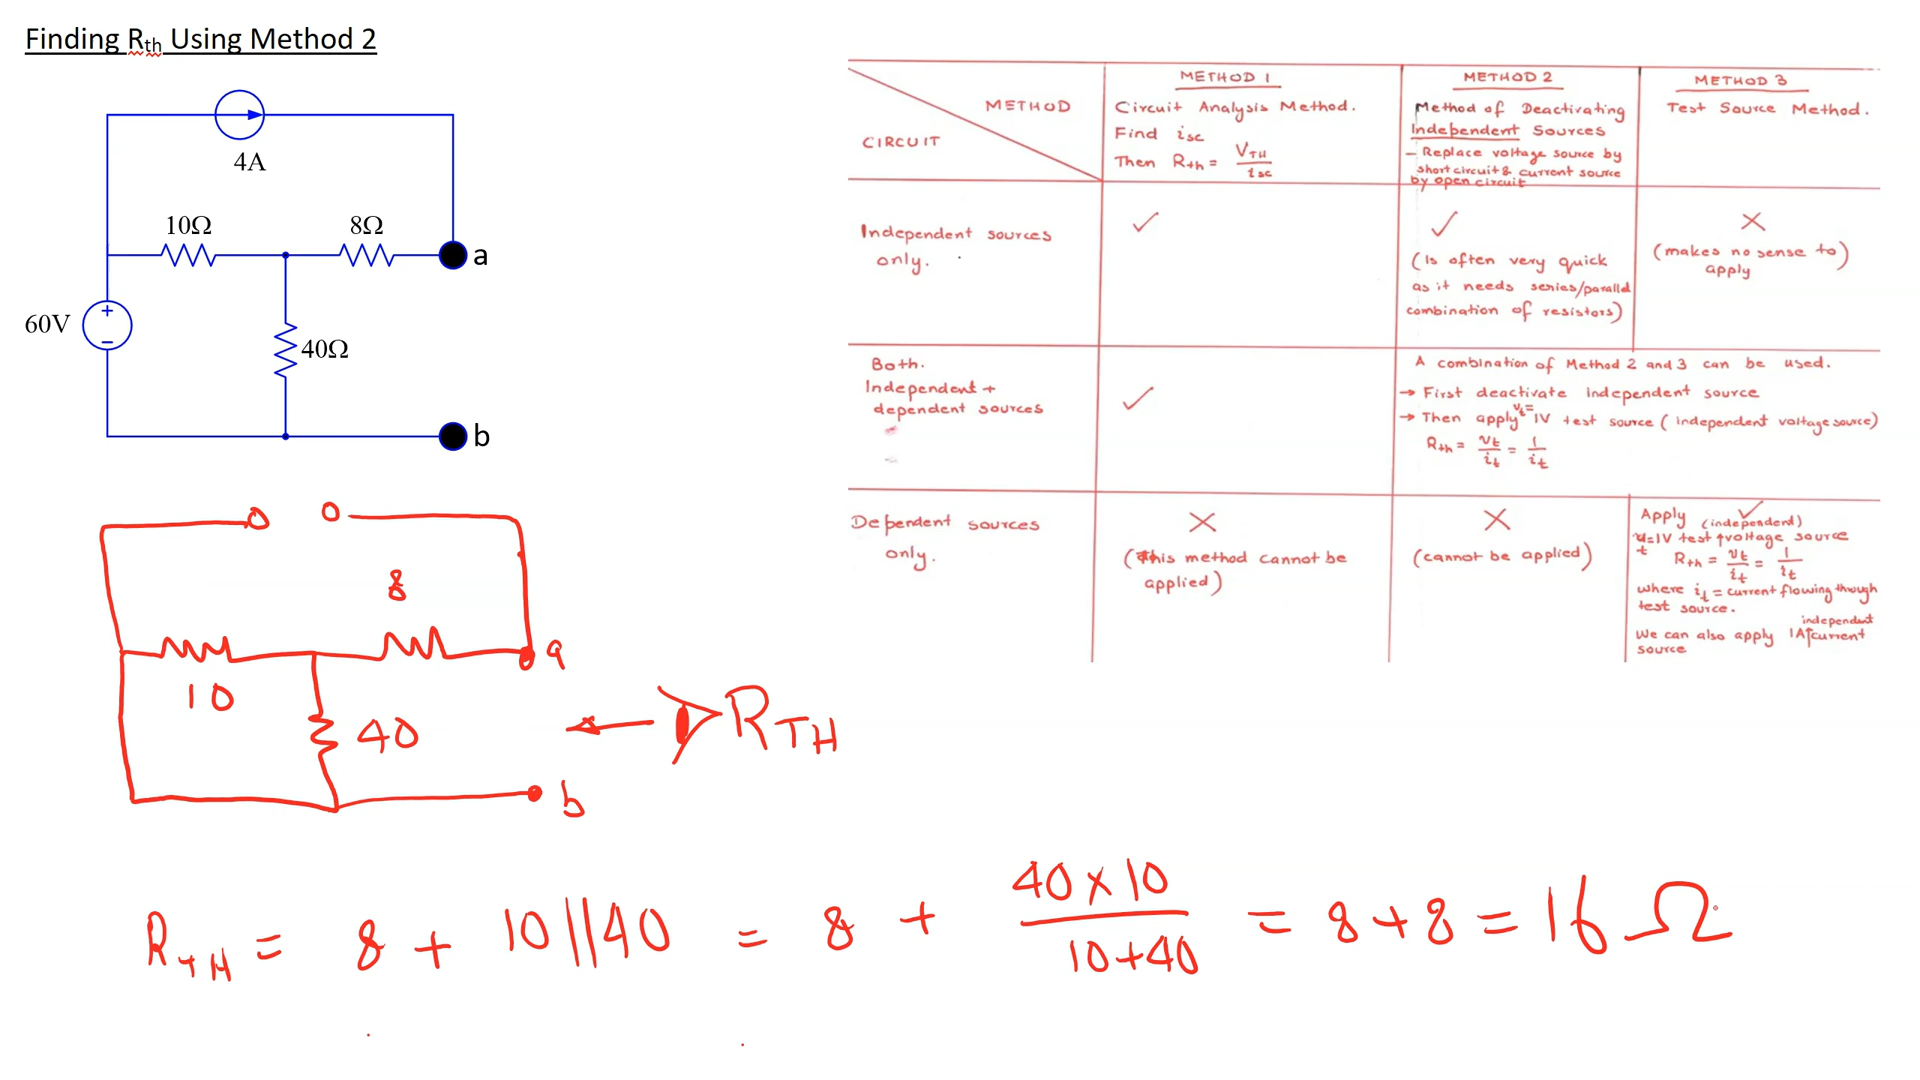 Finding Rth Using Method 2
4A
10Ω
8Ω
a
60V
+
−
40Ω
b
METHOD
CIRCUIT
METHOD 1
Circuit Analysis Method.
Find isc
Then Rth = VTH / isc
METHOD 2
Method of Deactivating
Independent Sources
– Replace voltage source by
short circuit & current source
by open circuit
METHOD 3
Test Source Method.
Independent sources
only.
✓
✓
(Is often very quick
as it needs series/parallel
combination of resistors)
×
(makes no sense to)
apply
Both.
Independent +
dependent sources
✓
A combination of Method 2 and 3 can be used.
→ First deactivate Independent source
→ Then apply vt= 1V test source (independent voltage source)
Rth = vt / it = 1 / it
Dependent sources
only.
×
(This method cannot be
applied)
×
(cannot be applied)
✓
Apply (independend)
vt=1V test voltage source
Rth = vt / it = 1 / it
where it = current flowing through
test source.
independent
We can also apply 1A current
source
8
a
10
40
RTH
b
RTH = 8 + 10||40 = 8 + 40×10 / 10+40 = 8+8 = 16 Ω